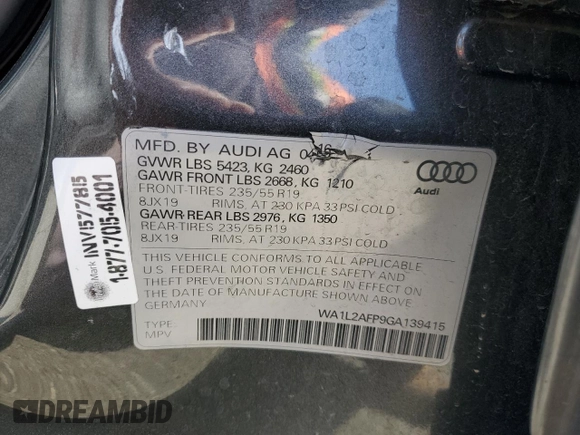 MFD. BY AUDI AG
GVWR LBS 5423, KG 2460
GAWR FRONT LBS 2668, KG 1210
FRONT-TIRES 235/55 R19
8JX19 RIMS, AT 230 KPA 33 PSI COLD
GAWR-REAR LBS 2976, KG 1350
REAR-TIRES 235/55 R19
8JX19 RIMS, AT 230 KPA 33 PSI COLD
THIS VEHICLE CONFORMS TO ALL APPLICABLE
U.S. FEDERAL MOTOR VEHICLE SAFETY AND
THEFT PREVENTION STANDARDS IN EFFECT ON
THE DATE OF MANUFACTURE SHOWN ABOVE
GERMANY
WA1L2AFP9GA139415
TYPE:
MPV
Audi
Mark INV1577815
1-877-705-4001
DREAMBID